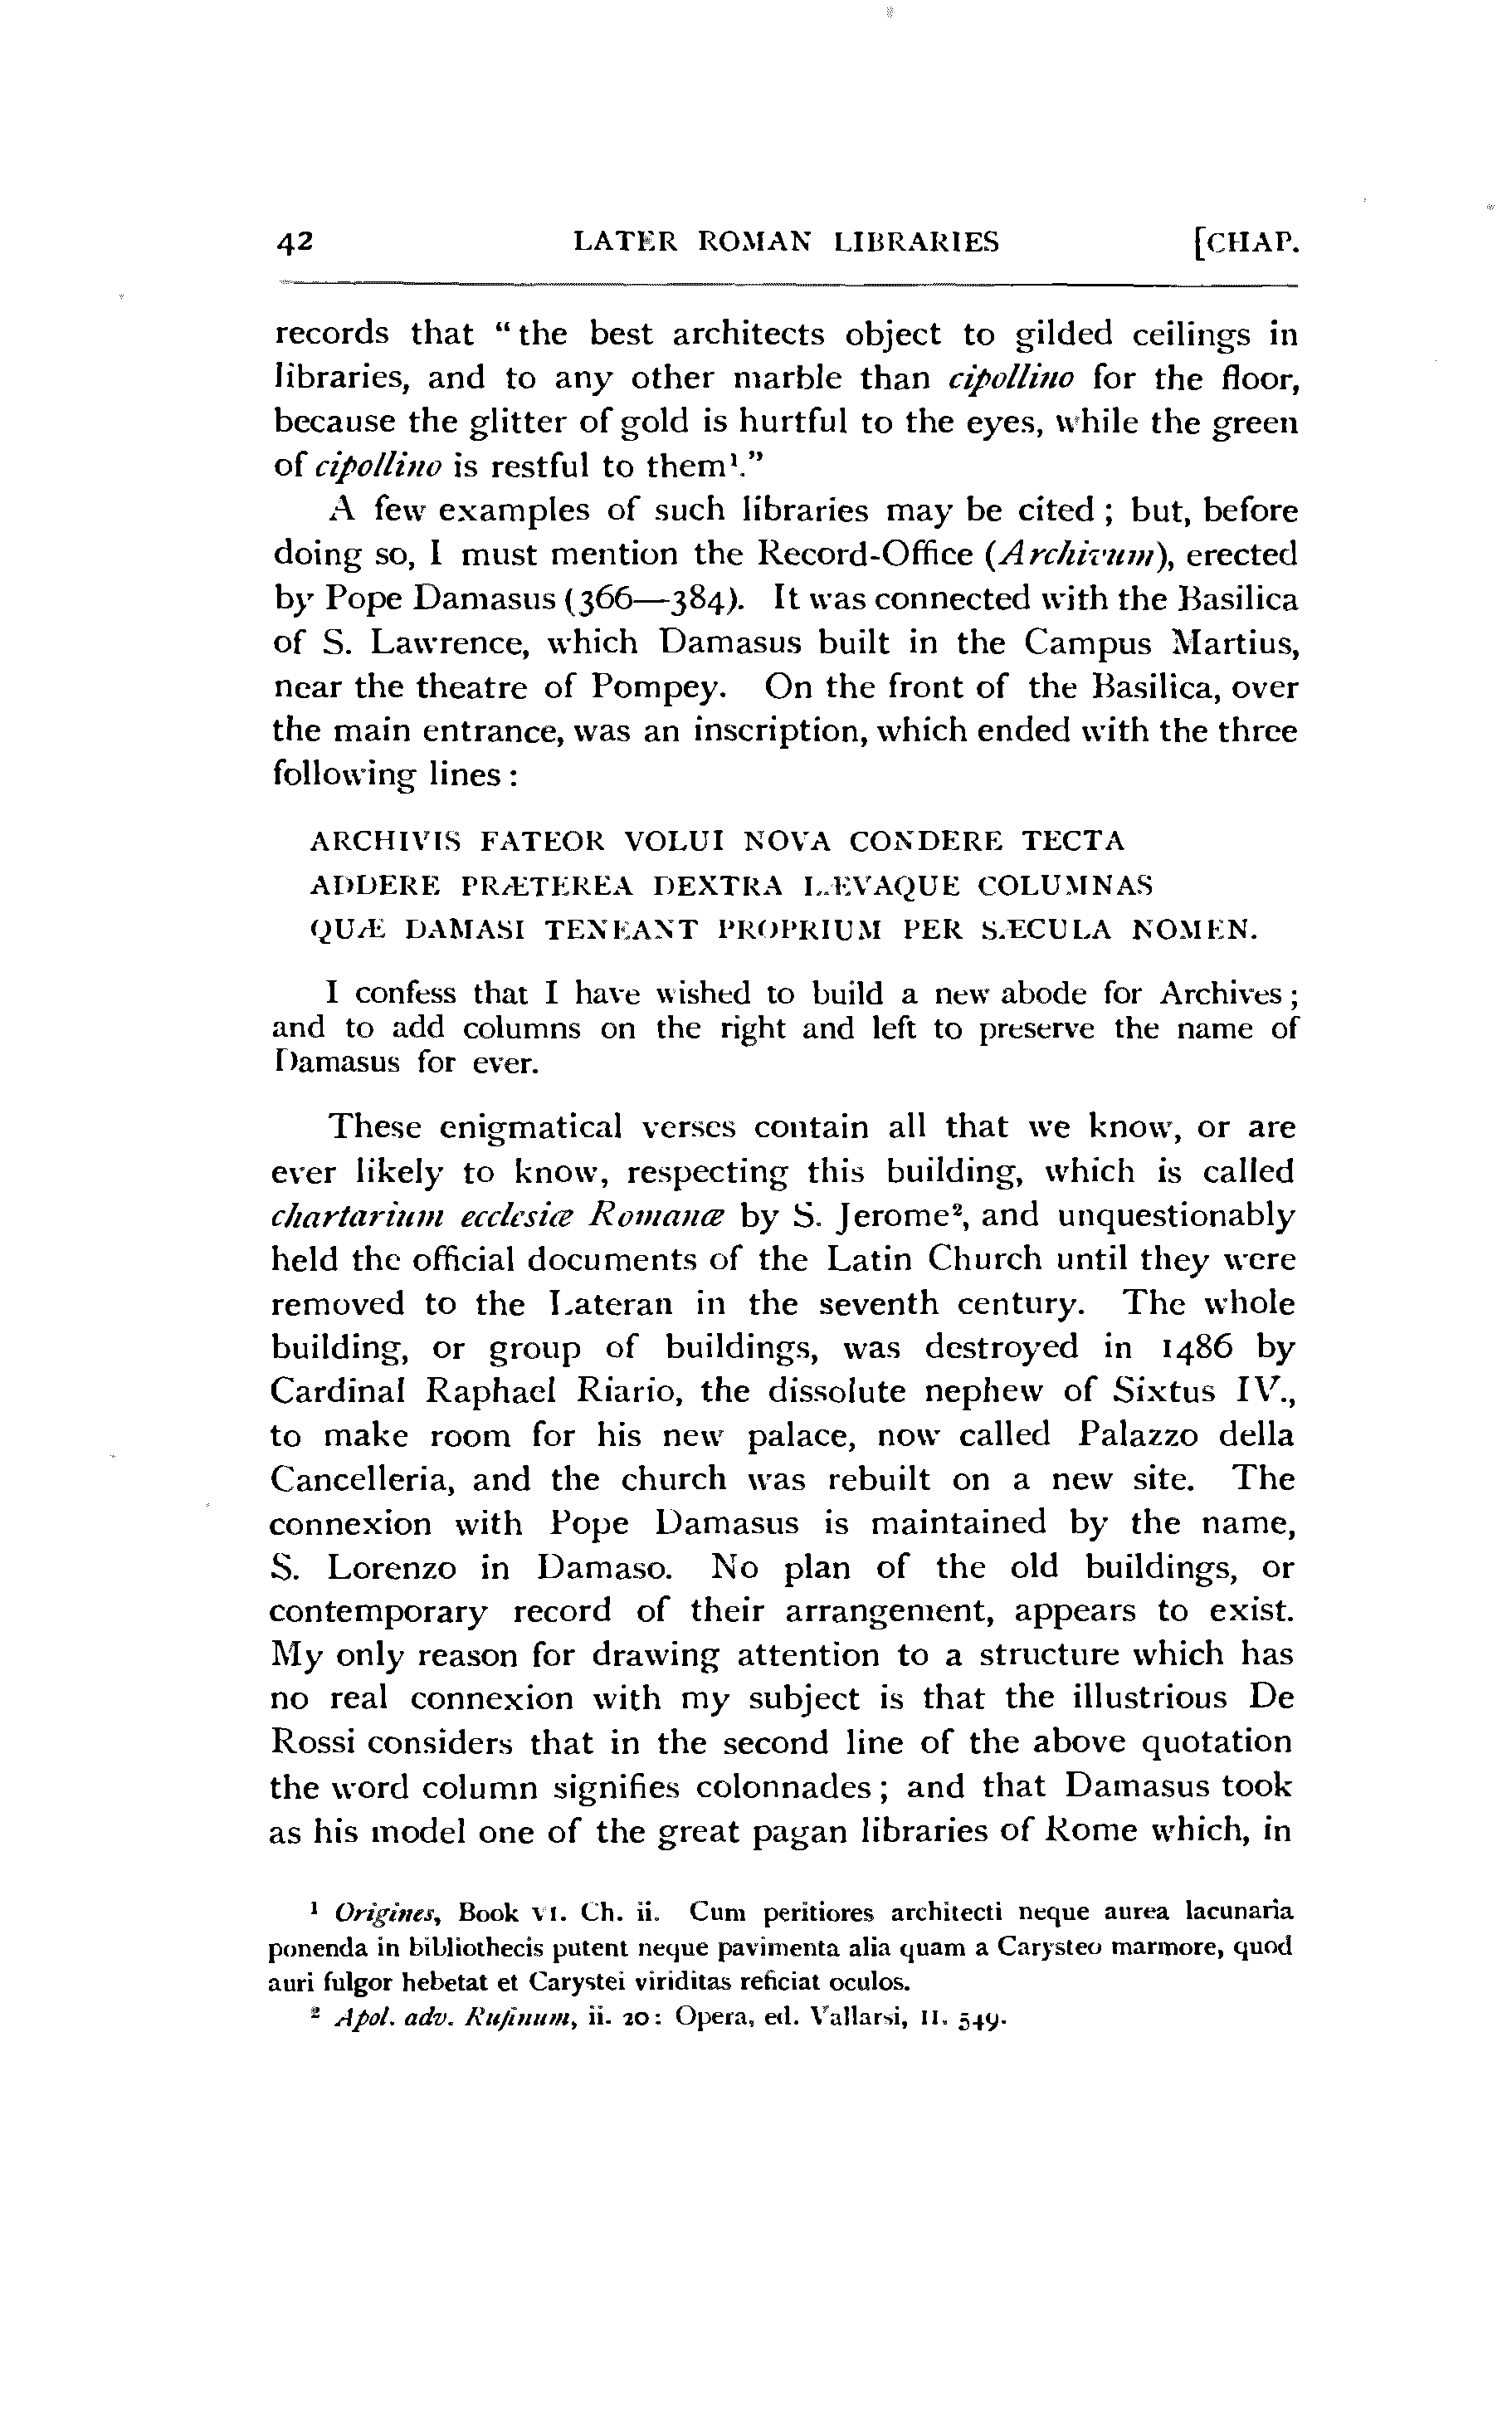 42 LATER ROMAN LIBRARIES [CHAP.
records that “the best architects object to gilded ceilings in
libraries, and to any other marble than cipollino for the floor,
because the glitter of gold is hurtful to the eyes, while the green
of cipollino is restful to them¹.”
A few examples of such libraries may be cited; but, before
doing so, I must mention the Record-Office (Archivum), erected
by Pope Damasus (366—384). It was connected with the Basilica
of S. Lawrence, which Damasus built in the Campus Martius,
near the theatre of Pompey. On the front of the Basilica, over
the main entrance, was an inscription, which ended with the three
following lines:
ARCHIVIS FATEOR VOLUI NOVA CONDERE TECTA
ADDERE PRÆTEREA DEXTRA LÆVAQUE COLUMNAS
QUÆ DAMASI TENEANT PROPRIUM PER SÆCULA NOMEN.
I confess that I have wished to build a new abode for Archives;
and to add columns on the right and left to preserve the name of
Damasus for ever.
These enigmatical verses contain all that we know, or are
ever likely to know, respecting this building, which is called
chartarium ecclesiæ Romanæ by S. Jerome², and unquestionably
held the official documents of the Latin Church until they were
removed to the Lateran in the seventh century. The whole
building, or group of buildings, was destroyed in 1486 by
Cardinal Raphael Riario, the dissolute nephew of Sixtus IV.,
to make room for his new palace, now called Palazzo della
Cancelleria, and the church was rebuilt on a new site. The
connexion with Pope Damasus is maintained by the name,
S. Lorenzo in Damaso. No plan of the old buildings, or
contemporary record of their arrangement, appears to exist.
My only reason for drawing attention to a structure which has
no real connexion with my subject is that the illustrious De
Rossi considers that in the second line of the above quotation
the word column signifies colonnades; and that Damasus took
as his model one of the great pagan libraries of Rome which, in
¹ Origines, Book VI. Ch. ii. Cum peritiores architecti neque aurea lacunaria
ponenda in bibliothecis putent neque pavimenta alia quam a Carysteo marmore, quod
auri fulgor hebetat et Carystei viriditas reficiat oculos.
² Apol. adv. Rufinum, ii. 20: Opera, ed. Vallarsi, II. 549.